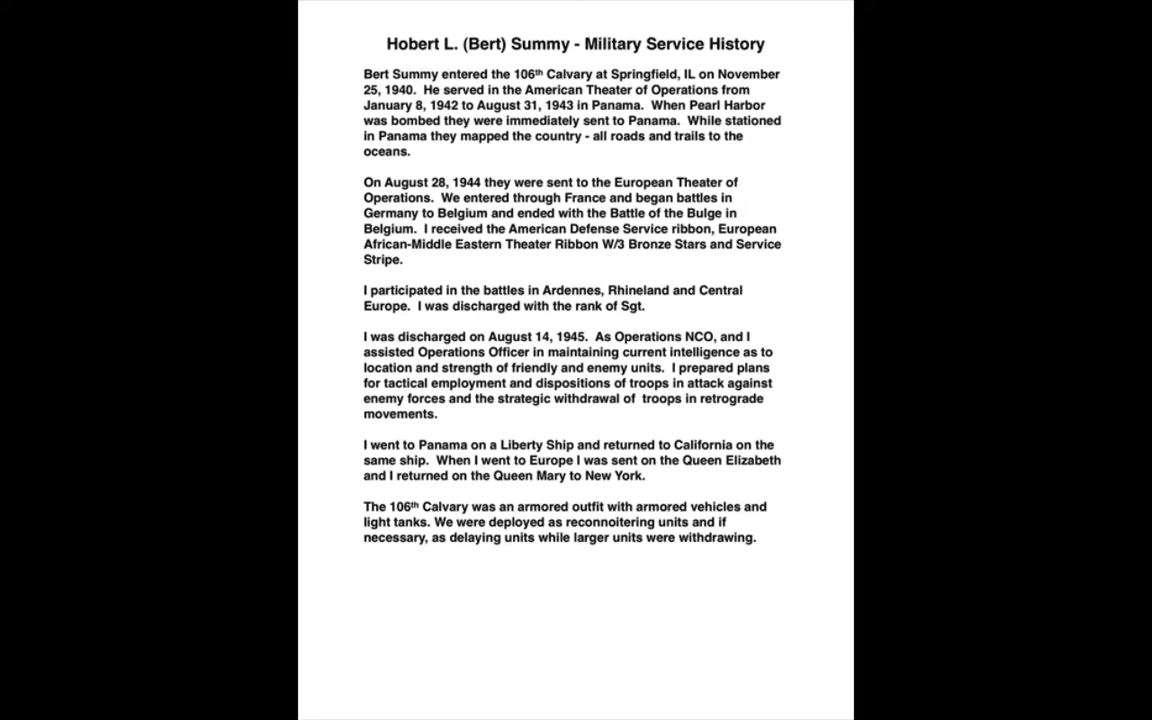 Hobert L. (Bert) Summy - Military Service History
Bert Summy entered the 106th Calvary at Springfield, IL on November
25, 1940.  He served in the American Theater of Operations from
January 8, 1942 to August 31, 1943 in Panama.  When Pearl Harbor
was bombed they were immediately sent to Panama.  While stationed
in Panama they mapped the country - all roads and trails to the
oceans.
On August 28, 1944 they were sent to the European Theater of
Operations.  We entered through France and began battles in
Germany to Belgium and ended with the Battle of the Bulge in
Belgium.  I received the American Defense Service ribbon, European
African-Middle Eastern Theater Ribbon W/3 Bronze Stars and Service
Stripe.
I participated in the battles in Ardennes, Rhineland and Central
Europe.  I was discharged with the rank of Sgt.
I was discharged on August 14, 1945.  As Operations NCO, and I
assisted Operations Officer in maintaining current intelligence as to
location and strength of friendly and enemy units.  I prepared plans
for tactical employment and dispositions of troops in attack against
enemy forces and the strategic withdrawal of  troops in retrograde
movements.
I went to Panama on a Liberty Ship and returned to California on the
same ship.  When I went to Europe I was sent on the Queen Elizabeth
and I returned on the Queen Mary to New York.
The 106th Calvary was an armored outfit with armored vehicles and
light tanks. We were deployed as reconnoitering units and if
necessary, as delaying units while larger units were withdrawing.